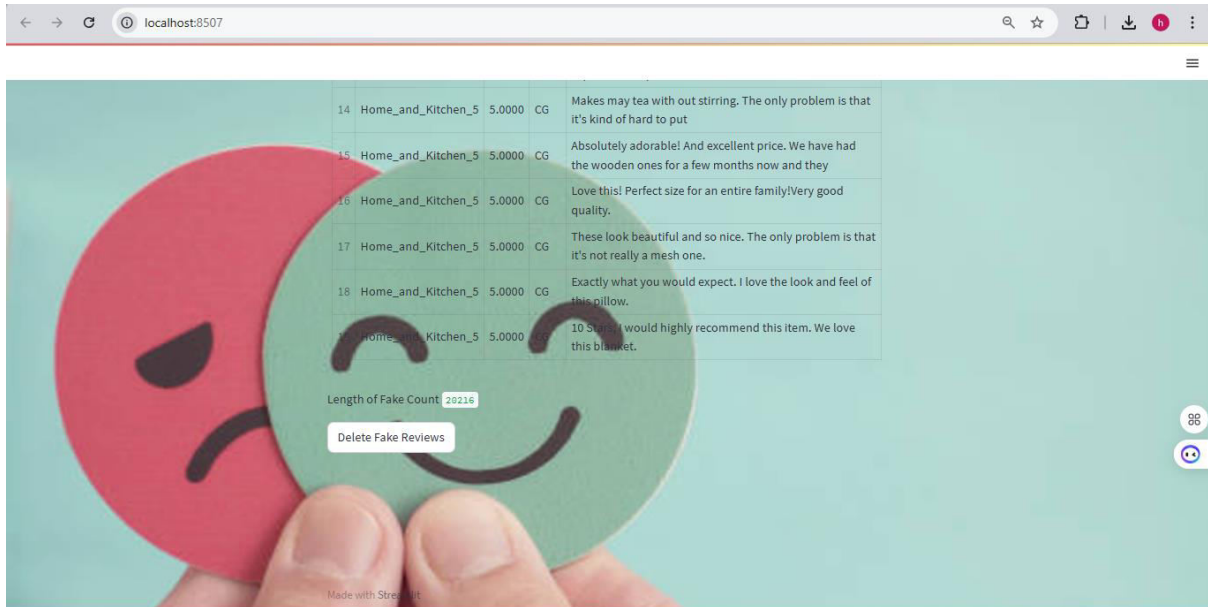 localhost:8507
h
14 Home_and_Kitchen_5 5.0000 CG Makes may tea with out stirring. The only problem is that
it's kind of hard to put
15 Home_and_Kitchen_5 5.0000 CG Absolutely adorable! And excellent price. We have had
the wooden ones for a few months now and they
16 Home_and_Kitchen_5 5.0000 CG Love this! Perfect size for an entire family!Very good
quality.
17 Home_and_Kitchen_5 5.0000 CG These look beautiful and so nice. The only problem is that
it's not really a mesh one.
18 Home_and_Kitchen_5 5.0000 CG Exactly what you would expect. I love the look and feel of
this pillow.
Home_and_Kitchen_5 5.0000 CG 10 Stars, I would highly recommend this item. We love
this blanket.
Length of Fake Count 20216
Delete Fake Reviews
Made with Streamlit